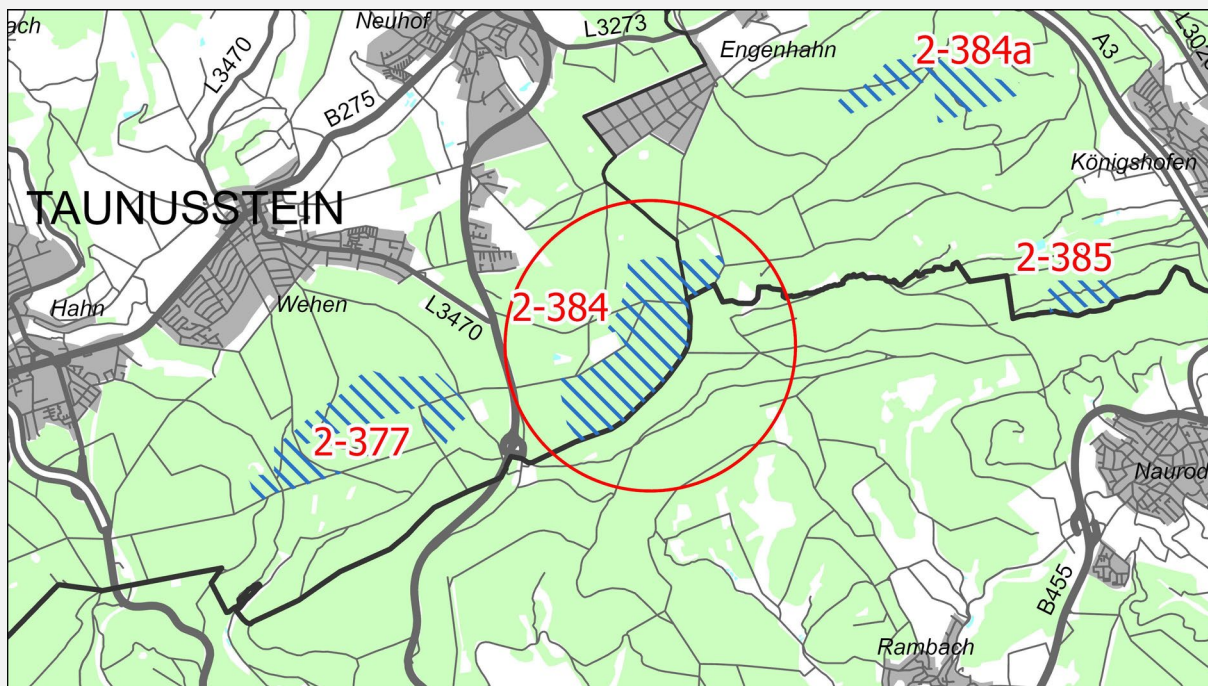 ach
Neuhof
L3273
Engenhahn
2-384a
A3
L302
L3470
B275
Königshofen
TAUNUSSTEIN
2-385
Hahn
Wehen
L3470
2-384
2-377
Naurod
B455
Rambach